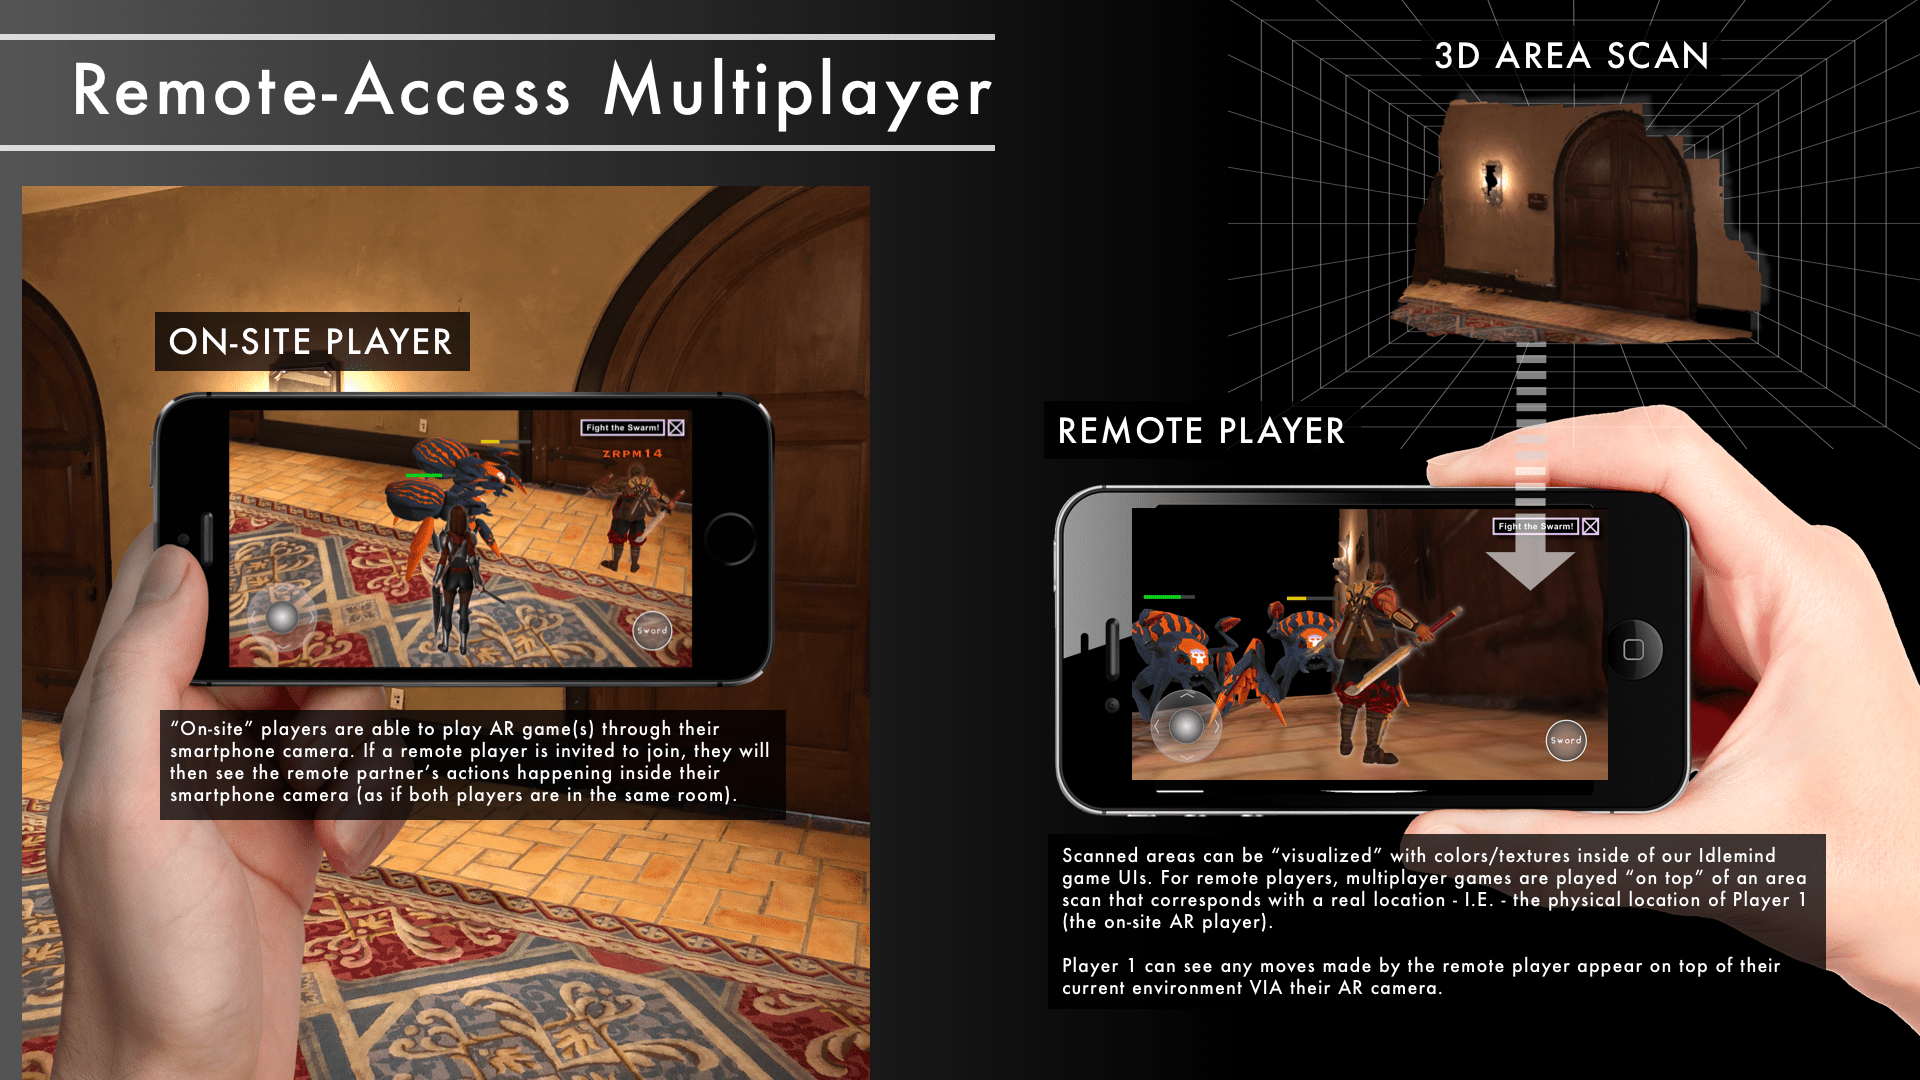 Remote-Access Multiplayer
3D AREA SCAN
ON-SITE PLAYER
Fight the Swarm!
ZRPM14
Sword
“On-site” players are able to play AR game(s) through their
smartphone camera. If a remote player is invited to join, they will
then see the remote partner’s actions happening inside their
smartphone camera (as if both players are in the same room).
REMOTE PLAYER
Fight the Swarm!
Sword
Scanned areas can be “visualized” with colors/textures inside of our Idlemind
game UIs. For remote players, multiplayer games are played “on top” of an area
scan that corresponds with a real location - I.E. - the physical location of Player 1
(the on-site AR player).
Player 1 can see any moves made by the remote player appear on top of their
current environment VIA their AR camera.